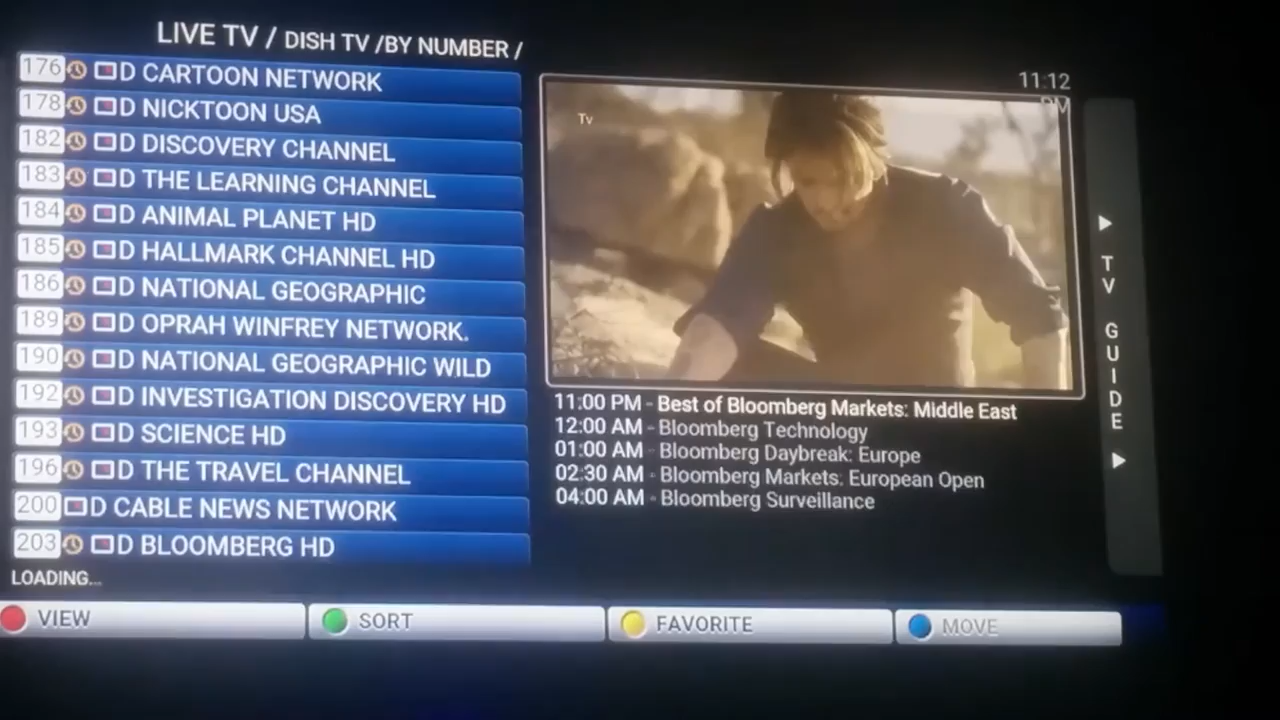 LIVE TV / DISH TV /BY NUMBER /
11:12
PM
176 D CARTOON NETWORK
178 D NICKTOON USA
182 D DISCOVERY CHANNEL
183 D THE LEARNING CHANNEL
184 D ANIMAL PLANET HD
185 D HALLMARK CHANNEL HD
186 D NATIONAL GEOGRAPHIC
189 D OPRAH WINFREY NETWORK.
190 D NATIONAL GEOGRAPHIC WILD
192 D INVESTIGATION DISCOVERY HD
193 D SCIENCE HD
196 D THE TRAVEL CHANNEL
200 D CABLE NEWS NETWORK
203 D BLOOMBERG HD
LOADING...
Tv
11:00 PM - Best of Bloomberg Markets: Middle East
12:00 AM - Bloomberg Technology
01:00 AM - Bloomberg Daybreak: Europe
02:30 AM - Bloomberg Markets: European Open
04:00 AM - Bloomberg Surveillance
TV GUIDE
VIEW
SORT
FAVORITE
MOVE